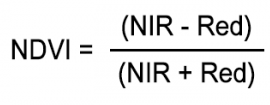 NDVI = (NIR - Red)
(NIR + Red)